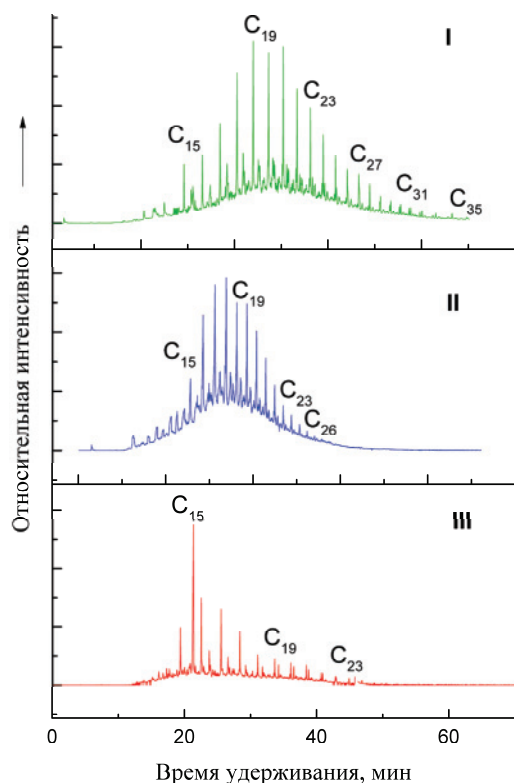 Относительная интенсивность
I
C19
C15
C23
C27
C31
C35
II
C19
C15
C23
C26
III
C15
C19
C23
0 20 40 60
Время удерживания, мин